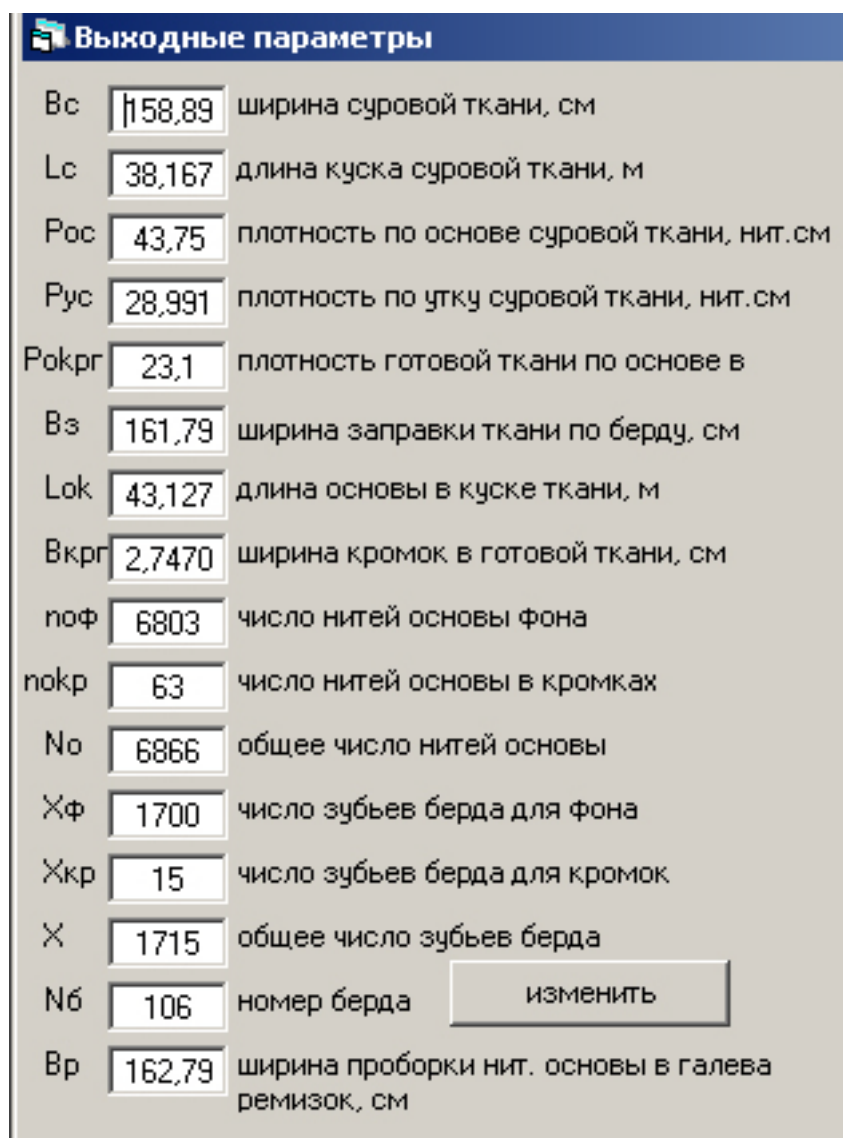 Выходные параметры
Вс 158,89 ширина суровой ткани, см
Lс 38,167 длина куска суровой ткани, м
Рос 43,75 плотность по основе суровой ткани, нит.см
Рус 28,991 плотность по утку суровой ткани, нит.см
Роkрг 23,1 плотность готовой ткани по основе в
Вз 161,79 ширина заправки ткани по берду, см
Lok 43,127 длина основы в куске ткани, м
Вкрг 2,7470 ширина кромок в готовой ткани, см
nоф 6803 число нитей основы фона
nokp 63 число нитей основы в кромках
No 6866 общее число нитей основы
Хф 1700 число зубьев берда для фона
Хкр 15 число зубьев берда для кромок
Х 1715 общее число зубьев берда
Nб 106 номер берда изменить
Вр 162,79 ширина проборки нит. основы в галева
ремизок, см